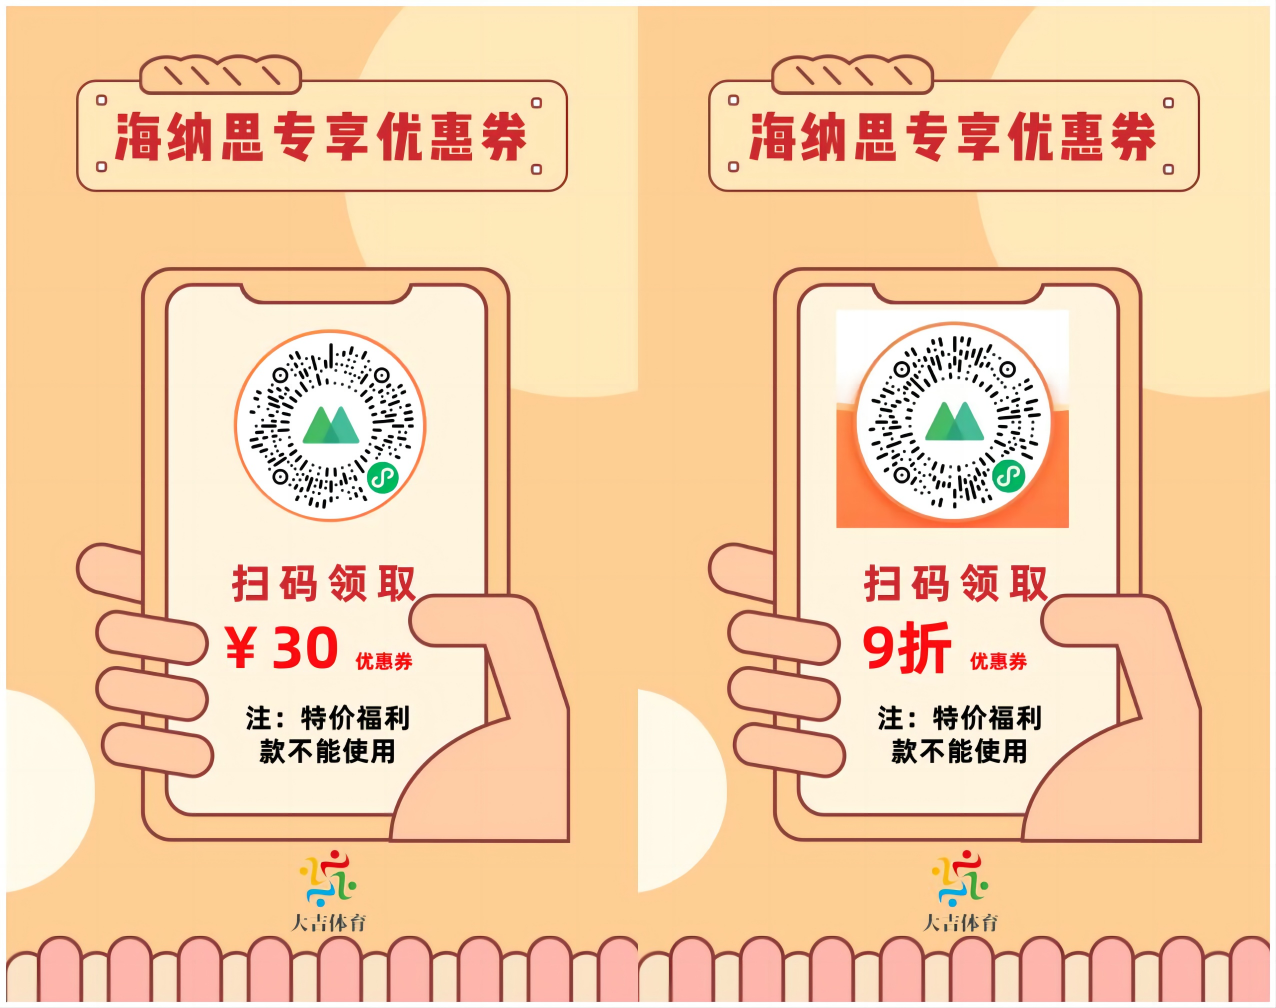 海纳思专享优惠券
扫码领取
¥ 30 优惠券
注：特价福利
款不能使用
大吉体育
海纳思专享优惠券
扫码领取
9折 优惠券
注：特价福利
款不能使用
大吉体育